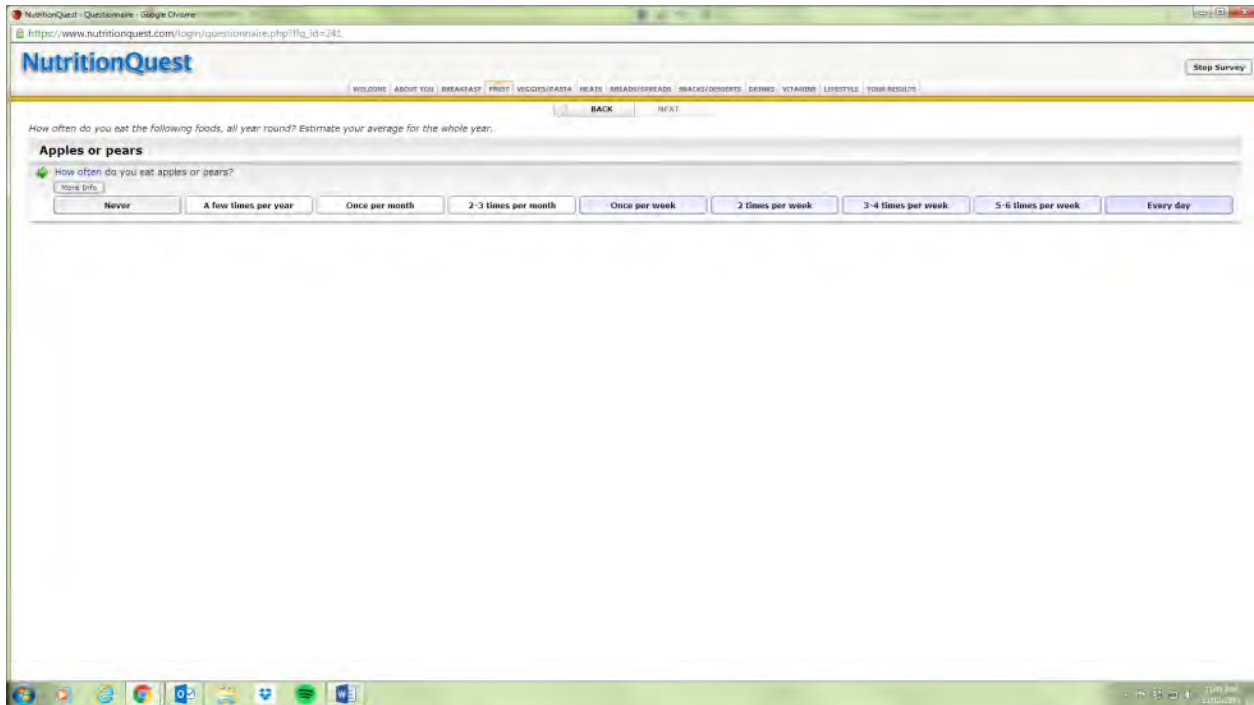 NutritionQuest - Questionnaire - Google Chrome
https://www.nutritionquest.com/login/questionnaire.php?flq_id=241
NutritionQuest
Stop Survey
WELCOME ABOUT YOU BREAKFAST FRUIT VEGGIES/PASTA MEATS BREADS/SPREADS SNACKS/DESSERTS DRINKS VITAMINS LIFESTYLE YOUR RESULTS
BACK NEXT
How often do you eat the following foods, all year round? Estimate your average for the whole year.
Apples or pears
How often do you eat apples or pears?
More Info
Never A few times per year Once per month 2-3 times per month Once per week 2 times per week 3-4 times per week 5-6 times per week Every day